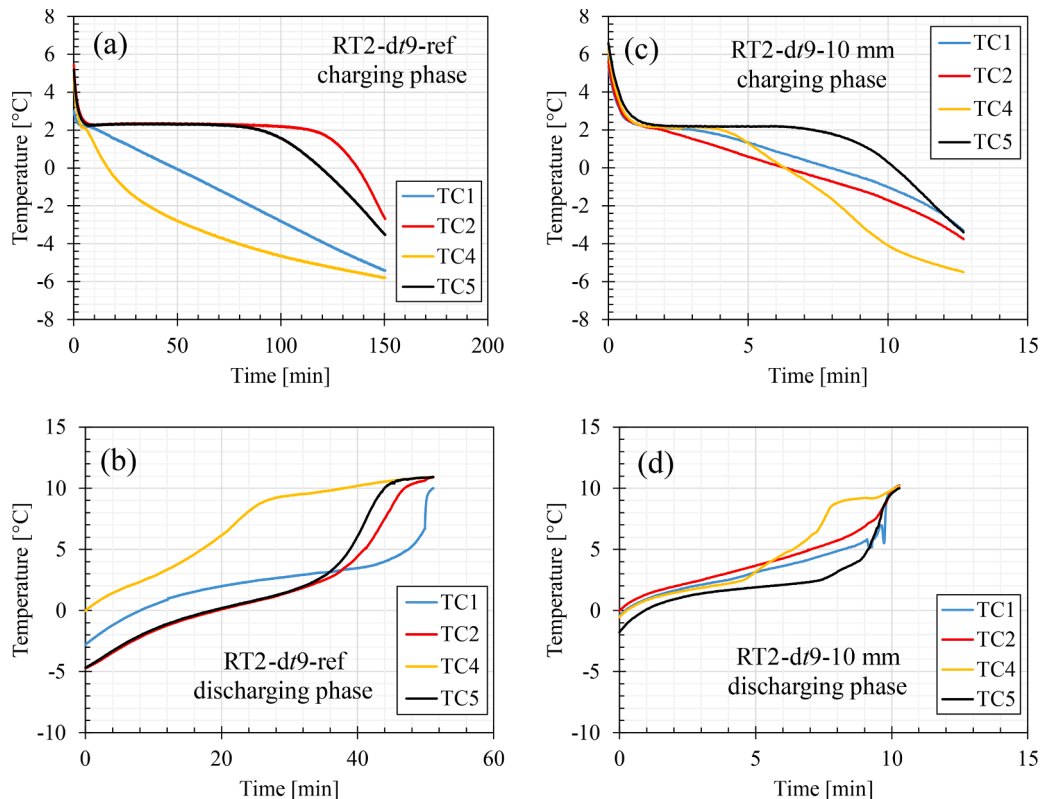 (a)
RT2-dt9-ref
charging phase
Temperature [°C]
8
6
4
2
0
-2
-4
-6
-8
TC1
TC2
TC4
TC5
0
50
100
150
200
Time [min]
(c)
RT2-dt9-10 mm
charging phase
Temperature [°C]
8
6
4
2
0
-2
-4
-6
-8
TC1
TC2
TC4
TC5
0
5
10
15
Time [min]
(b)
RT2-dt9-ref
discharging phase
Temperature [°C]
15
10
5
0
-5
-10
TC1
TC2
TC4
TC5
0
20
40
60
Time [min]
(d)
RT2-dt9-10 mm
discharging phase
Temperature [°C]
15
10
5
0
-5
-10
TC1
TC2
TC4
TC5
0
5
10
15
Time [min]